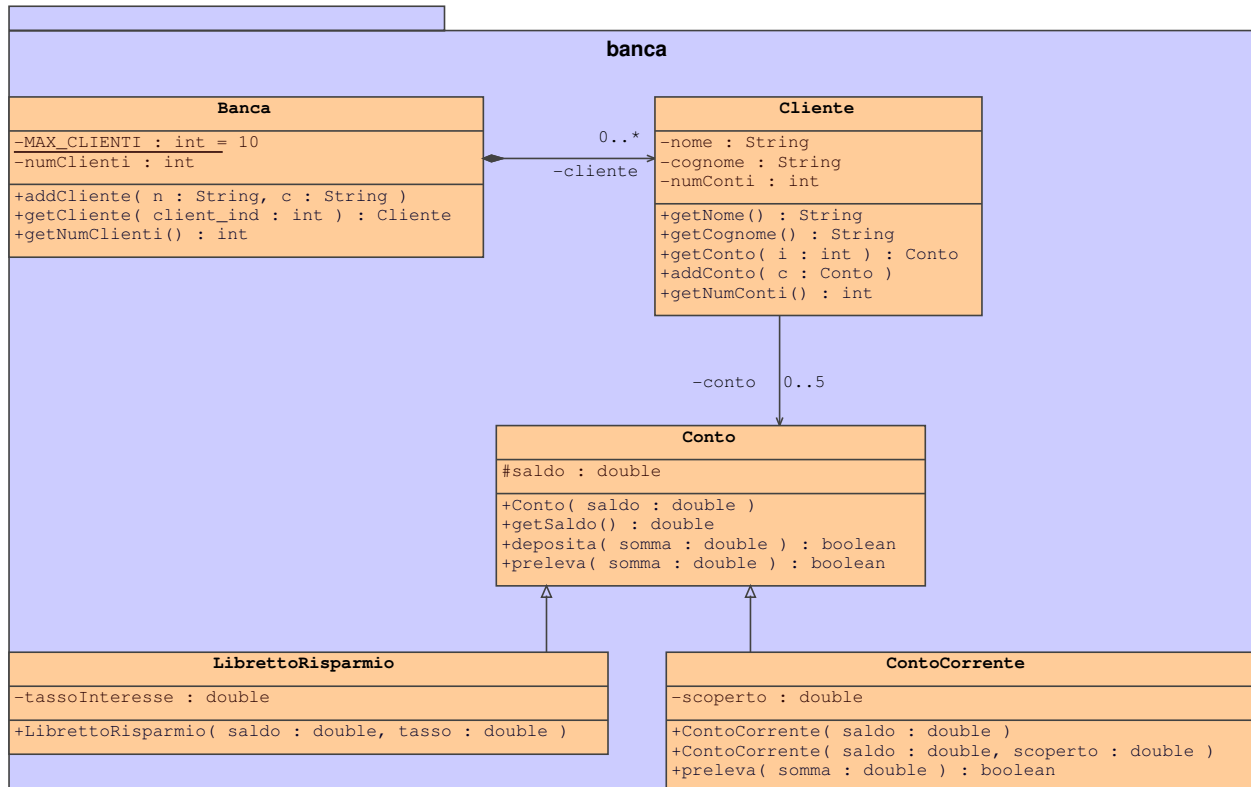 banca
Banca
-MAX_CLIENTI : int = 10
-numClienti : int
+addCliente( n : String, c : String )
+getCliente( client_ind : int ) : Cliente
+getNumClienti() : int
0..*
-cliente
Cliente
-nome : String
-cognome : String
-numConti : int
+getNome() : String
+getCognome() : String
+getConto( i : int ) : Conto
+addConto( c : Conto )
+getNumConti() : int
-conto 0..5
Conto
#saldo : double
+Conto( saldo : double )
+getSaldo() : double
+deposita( somma : double ) : boolean
+preleva( somma : double ) : boolean
LibrettoRisparmio
-tassoInteresse : double
+LibrettoRisparmio( saldo : double, tasso : double )
ContoCorrente
-scoperto : double
+ContoCorrente( saldo : double )
+ContoCorrente( saldo : double, scoperto : double )
+preleva( somma : double ) : boolean